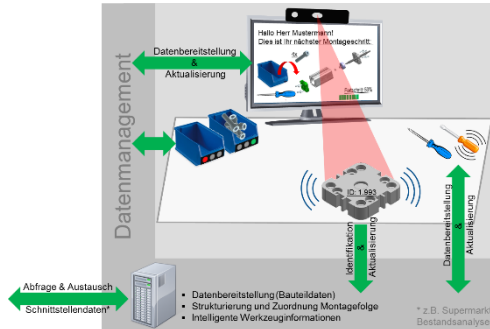 Hallo Herr Mustermann!
Dies ist Ihr nächster Montageschritt:
Datenbereitstellung
&
Aktualisierung
Datenmanagement
ID: 1.993
Identifikation
&
Aktualisierung
Datenbereitstellung
&
Aktualisierung
Abfrage & Austausch
Schnittstellendaten*
▪ Datenbereitstellung (Bauteildaten)
▪ Strukturierung und Zuordnung Montagefolge
▪ Intelligente Werkzeuginformationen
* z.B. Supermarkt
Bestandsanalyse